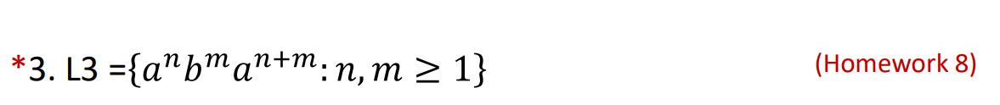 *3. L3 ={aⁿbᵐaⁿ⁺ᵐ: n, m ≥ 1} (Homework 8)